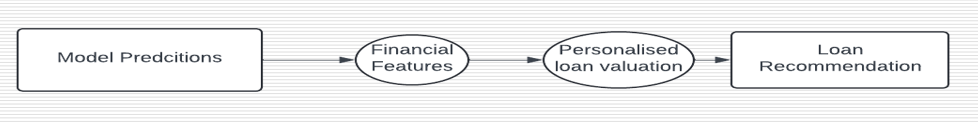 Model Predcitions
Financial
Features
Personalised
loan valuation
Loan
Recommendation